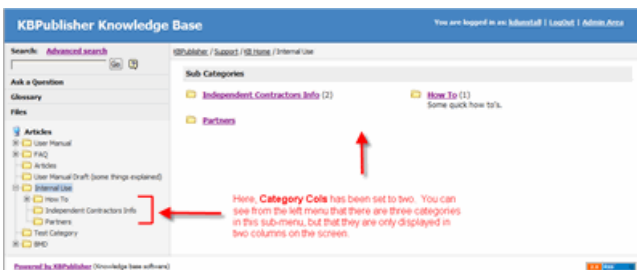 KBPublisher Knowledge Base
You are logged in as: kdunstall | LogOut | Admin Area
Search: Advanced search
Go ?
Ask a Question
Glossary
Files
Articles
User Manual
FAQ
Articles
User Manual Draft (some things explained)
Internal Use
How To
Independent Contractors Info
Partners
Test Category
BMD
KBPublisher / Support / KB Home / Internal Use
Sub Categories
Independent Contractors Info (2)
How To (1)
Some quick how to's.
Partners
Here, Category Cols has been set to two. You can
see from the left menu that there are three categories
in this sub-menu, but that they are only displayed in
two columns on the screen.
Powered by KBPublisher (Knowledge base software)